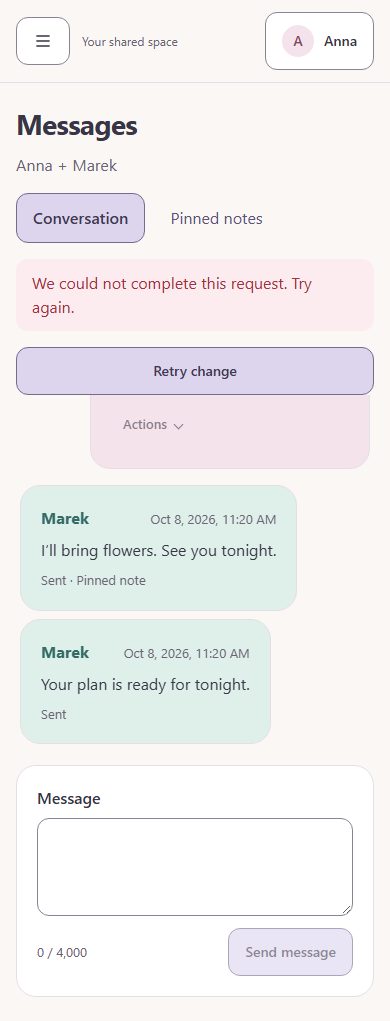 Your shared space
A
Anna
Messages
Anna + Marek
Conversation
Pinned notes
We could not complete this request. Try
again.
Retry change
Actions
Marek
Oct 8, 2026, 11:20 AM
I'll bring flowers. See you tonight.
Sent · Pinned note
Marek
Oct 8, 2026, 11:20 AM
Your plan is ready for tonight.
Sent
Message
0 / 4,000
Send message